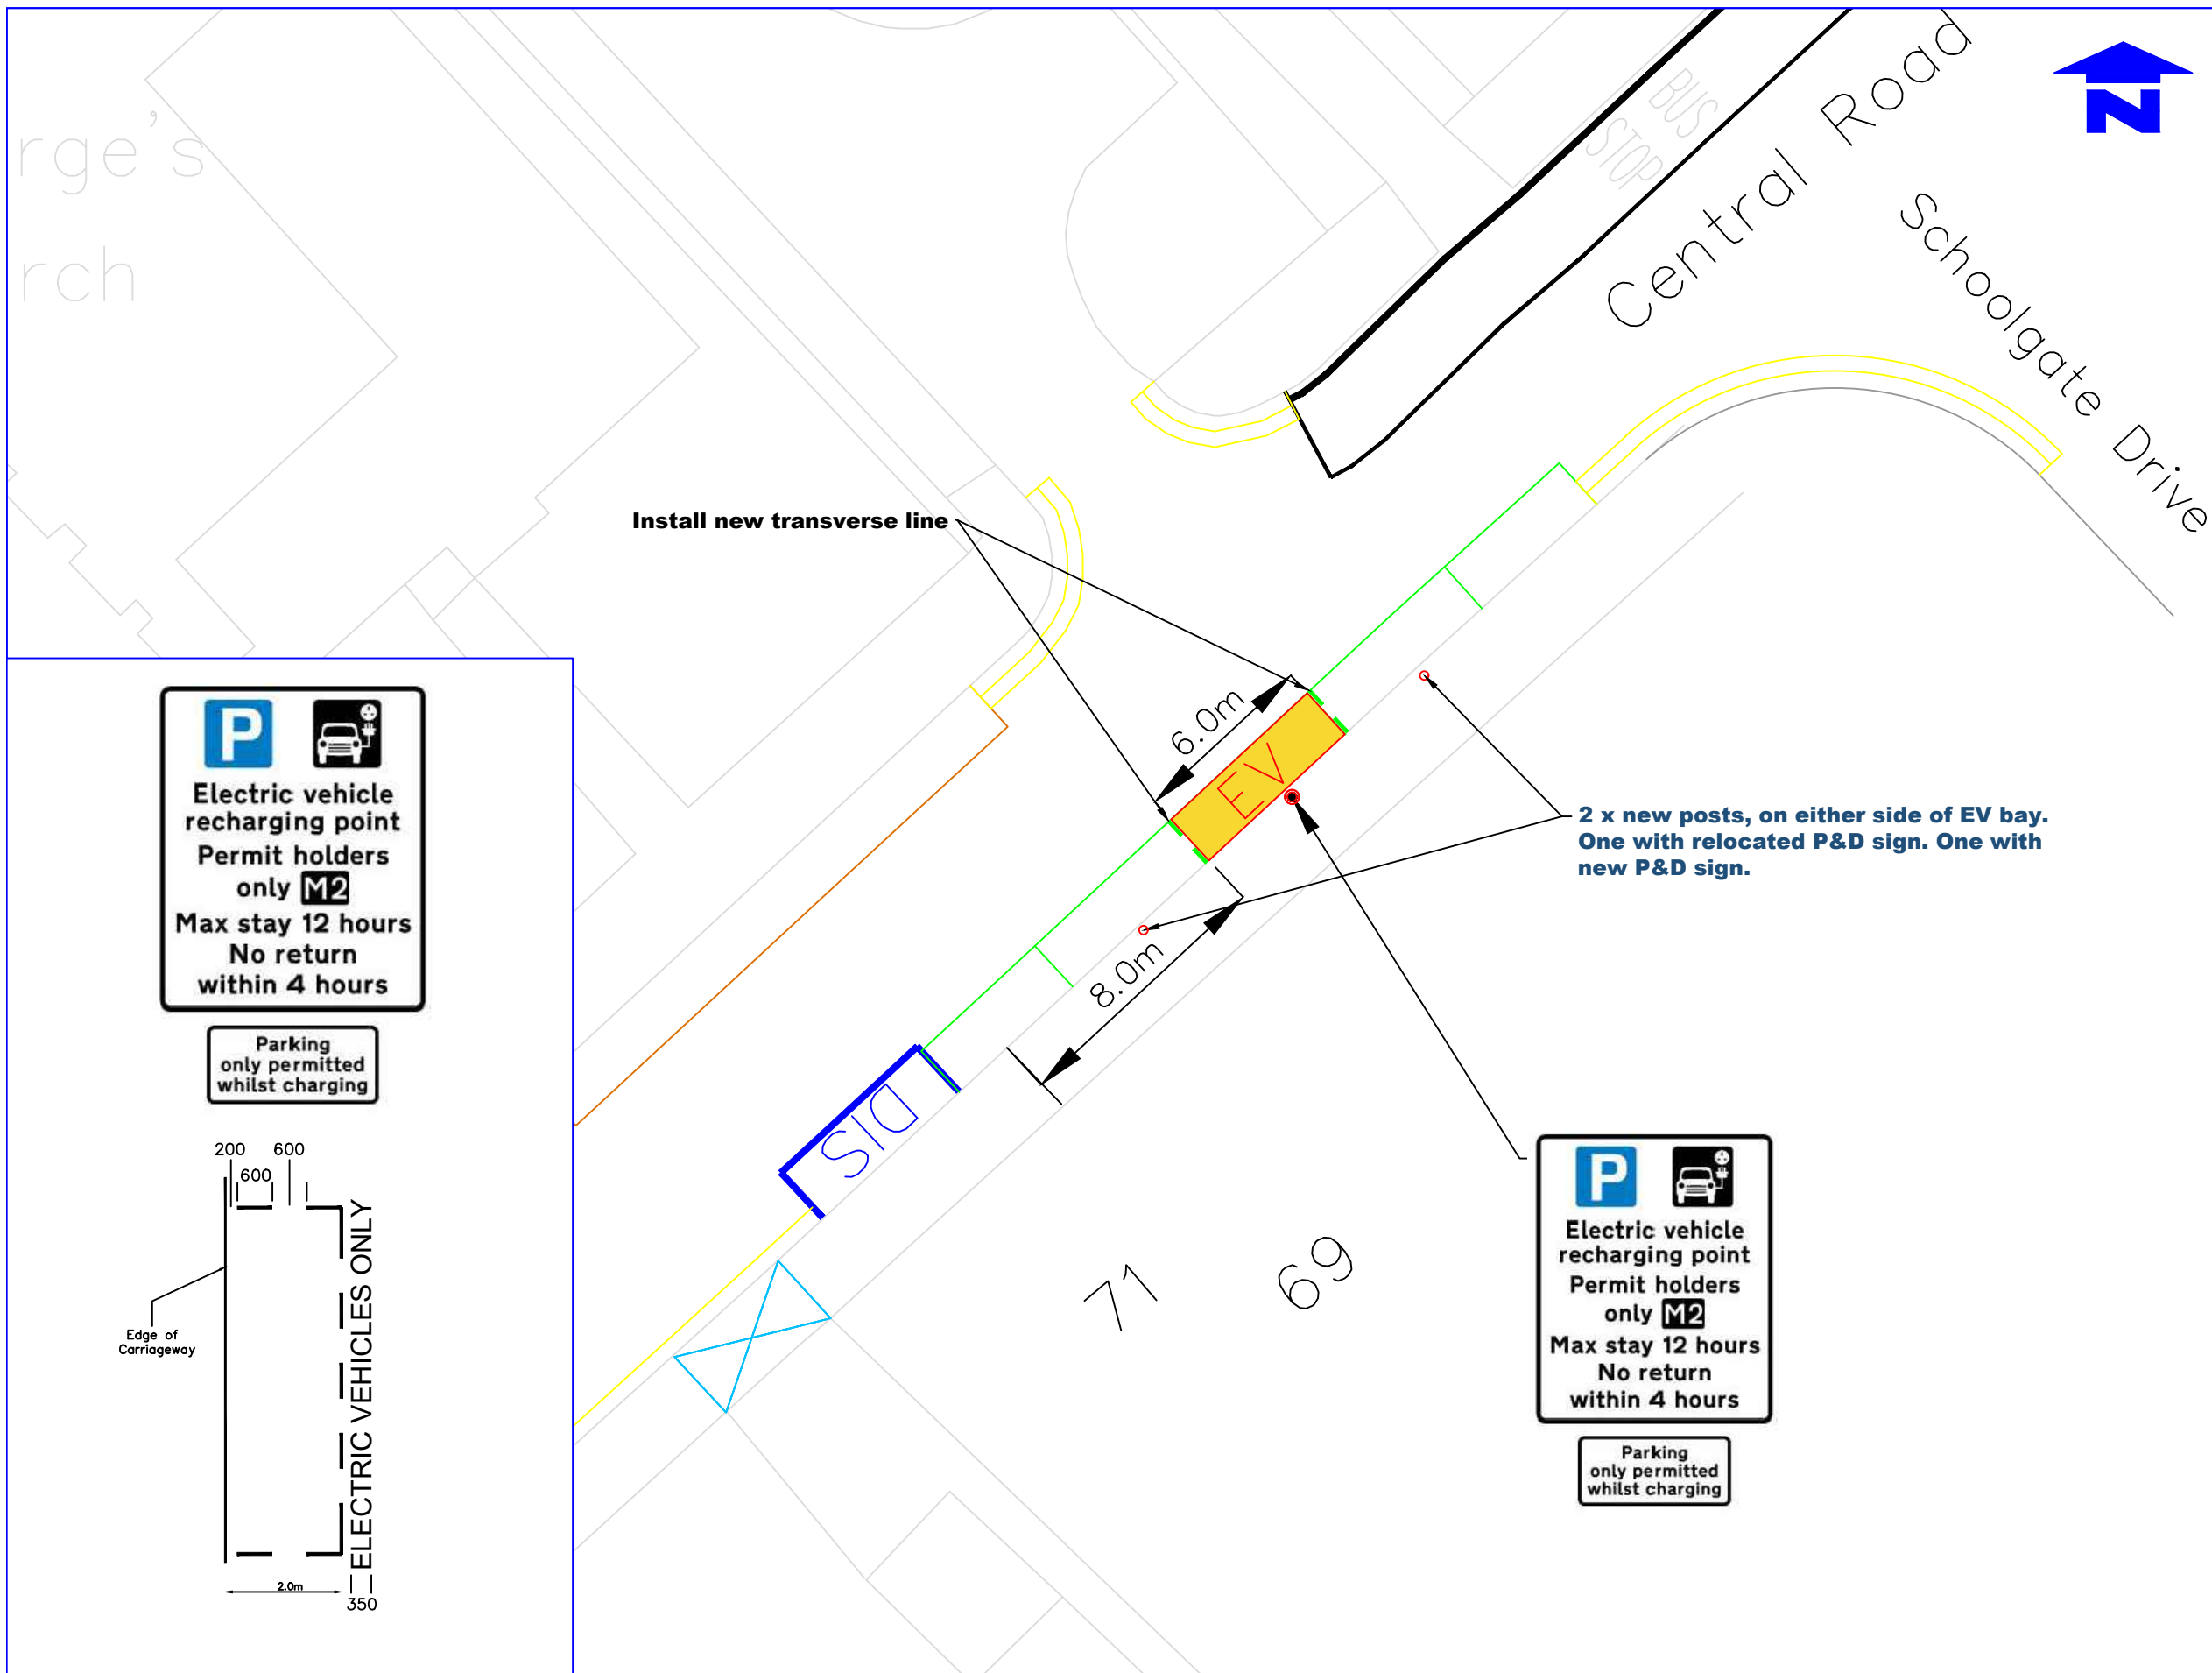 rge's
rch
BUS
STOP
Central Road
Schoolgate Drive
N
Install new transverse line
6.0m
EV
2 x new posts, on either side of EV bay.
One with relocated P&D sign. One with
new P&D sign.
8.0m
DIS
71
69
P
Electric vehicle
recharging point
Permit holders
only M2
Max stay 12 hours
No return
within 4 hours
Parking
only permitted
whilst charging
200
600
600
Edge of
Carriageway
ELECTRIC VEHICLES ONLY
2.0m
350
P
Electric vehicle
recharging point
Permit holders
only M2
Max stay 12 hours
No return
within 4 hours
Parking
only permitted
whilst charging